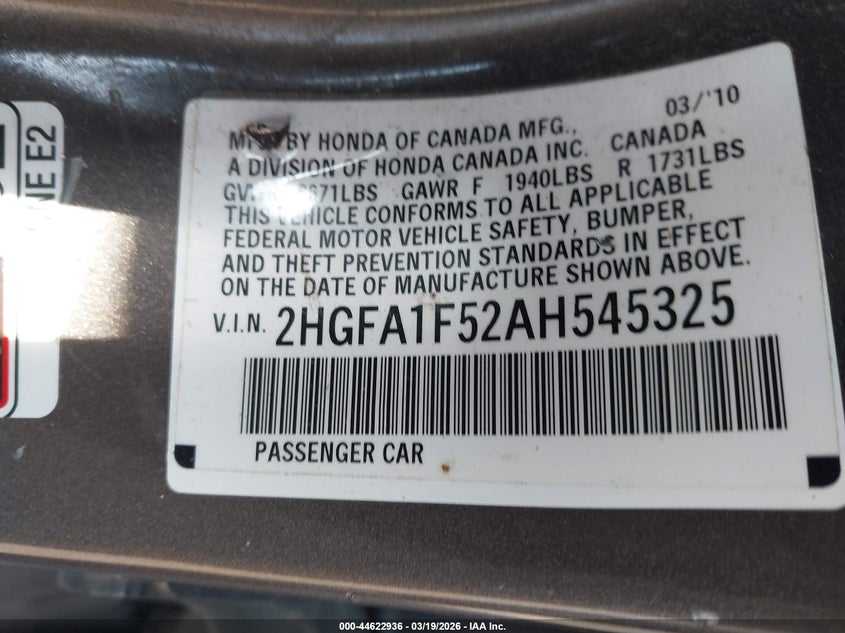 NE E2
03/'10
BY HONDA OF CANADA MFG.,
A DIVISION OF HONDA CANADA INC. CANADA
GAWR F 1940LBS R 1731LBS
THIS VEHICLE CONFORMS TO ALL APPLICABLE
FEDERAL MOTOR VEHICLE SAFETY, BUMPER,
AND THEFT PREVENTION STANDARDS IN EFFECT
ON THE DATE OF MANUFACTURE SHOWN ABOVE.
V.I.N. 2HGFA1F52AH545325
PASSENGER CAR
000-44622936 - 03/19/2026 - IAA Inc.